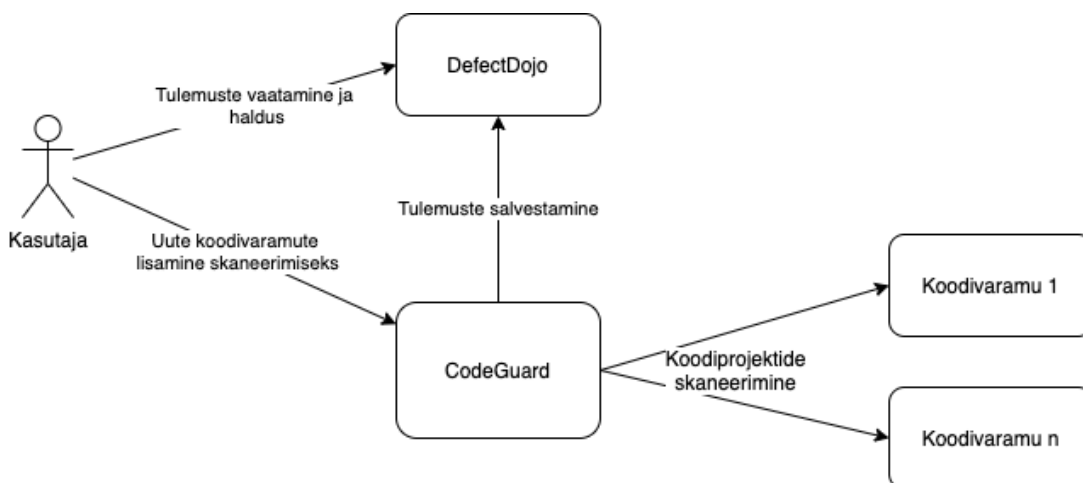 DefectDojo
Tulemuste vaatamine ja
haldus
Kasutaja
Tulemuste salvestamine
Uute koodivaramute
lisamine skaneerimiseks
Koodivaramu 1
CodeGuard
Koodiprojektide
skaneerimine
Koodivaramu n